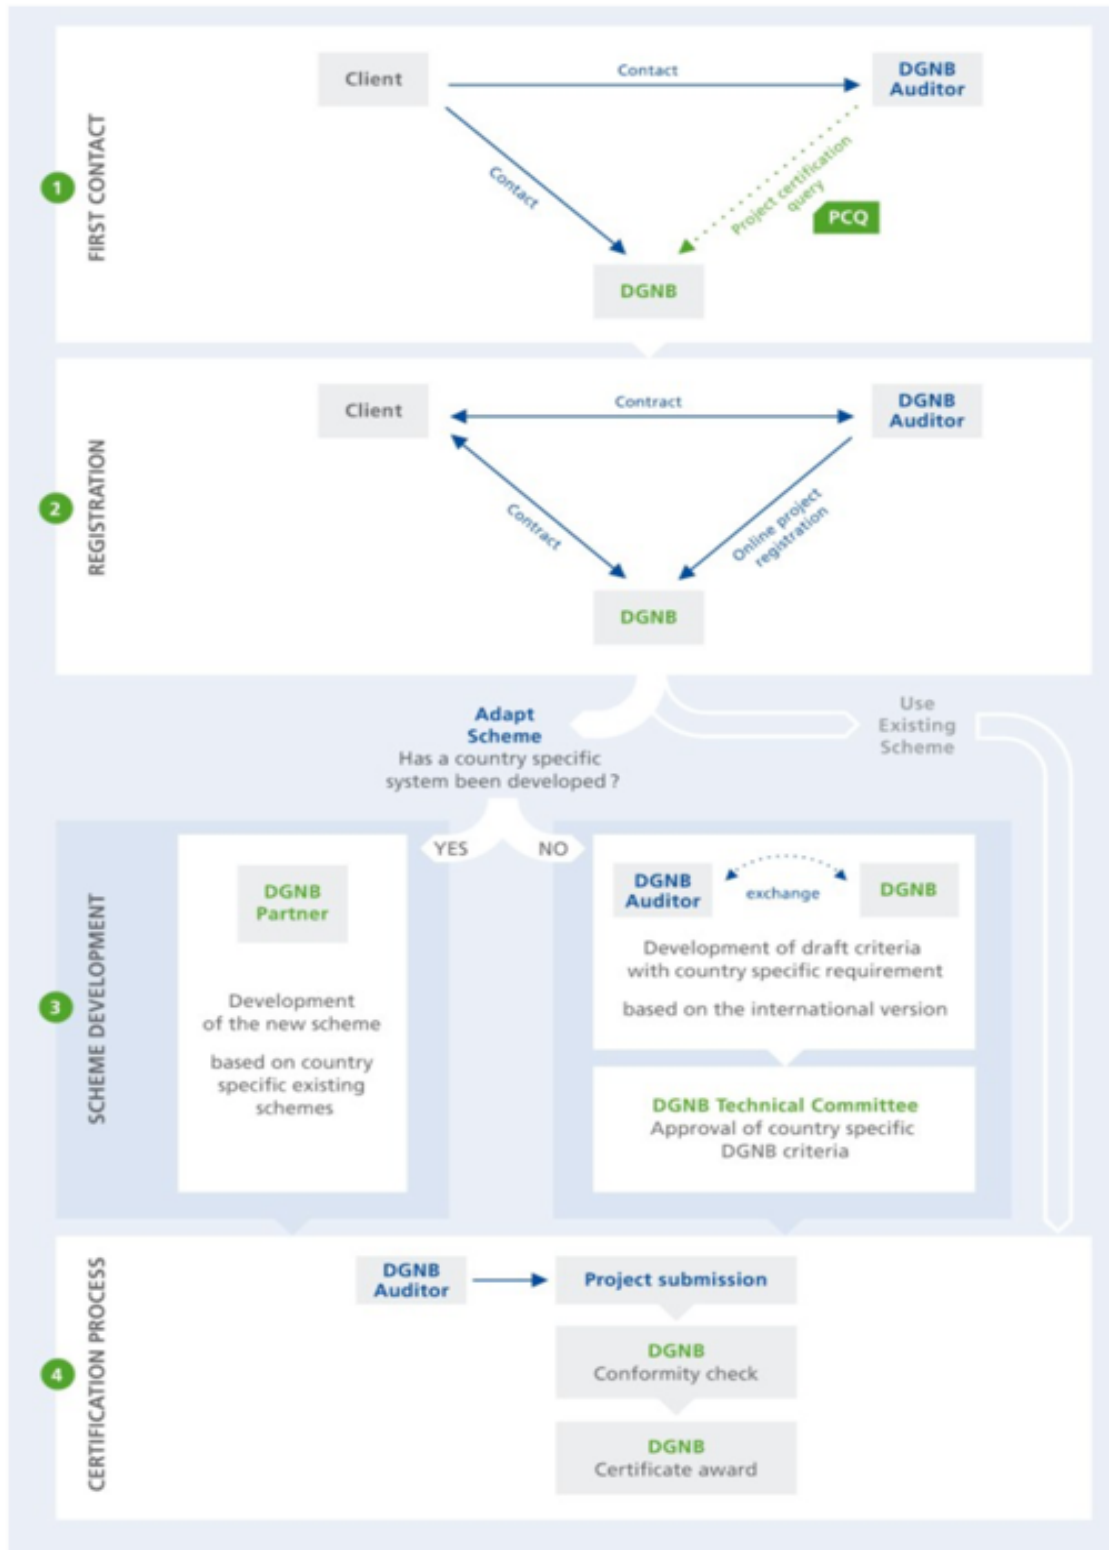 1
FIRST CONTACT
Client
Contact
DGNB
Auditor
Contact
Project certification
query
PCQ
DGNB
2
REGISTRATION
Client
Contract
DGNB
Auditor
Contract
Online project
registration
DGNB
Adapt
Scheme
Has a country specific
system been developed ?
Use
Existing
Scheme
YES
NO
3
SCHEME DEVELOPMENT
DGNB
Partner
Development
of the new scheme
based on country
specific existing
schemes
DGNB
Auditor
exchange
DGNB
Development of draft criteria
with country specific requirement
based on the international version
DGNB Technical Committee
Approval of country specific
DGNB criteria
4
CERTIFICATION PROCESS
DGNB
Auditor
Project submission
DGNB
Conformity check
DGNB
Certificate award